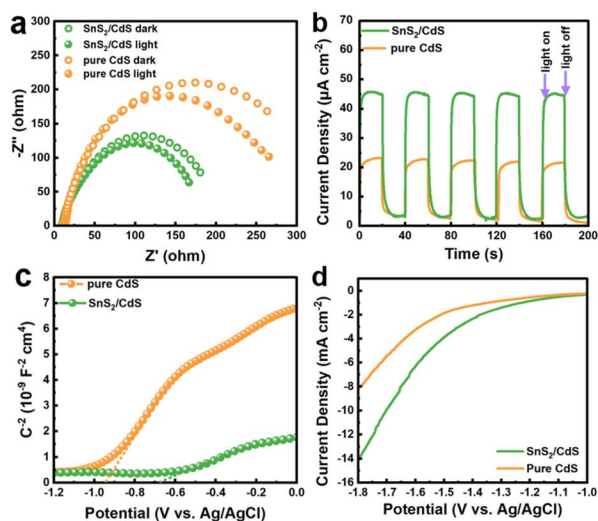 a
SnS2/CdS dark
SnS2/CdS light
pure CdS dark
pure CdS light
-Z'' (ohm)
300
250
200
150
100
50
0
0 50 100 150 200 250 300
Z' (ohm)
b
SnS2/CdS
pure CdS
light on
light off
Current Density (μA cm-2)
80
70
60
50
40
30
20
10
0
0 40 80 120 160 200
Time (s)
c
pure CdS
SnS2/CdS
C-2 (10-9 F-2 cm4)
8
7
6
5
4
3
2
1
0
-1.2 -1.0 -0.8 -0.6 -0.4 -0.2 0.0
Potential (V vs. Ag/AgCl)
d
Current Density (mA cm-2)
0
-2
-4
-6
-8
-10
-12
-14
-16
SnS2/CdS
Pure CdS
-1.8 -1.7 -1.6 -1.5 -1.4 -1.3 -1.2 -1.1 -1.0
Potential (V vs. Ag/AgCl)